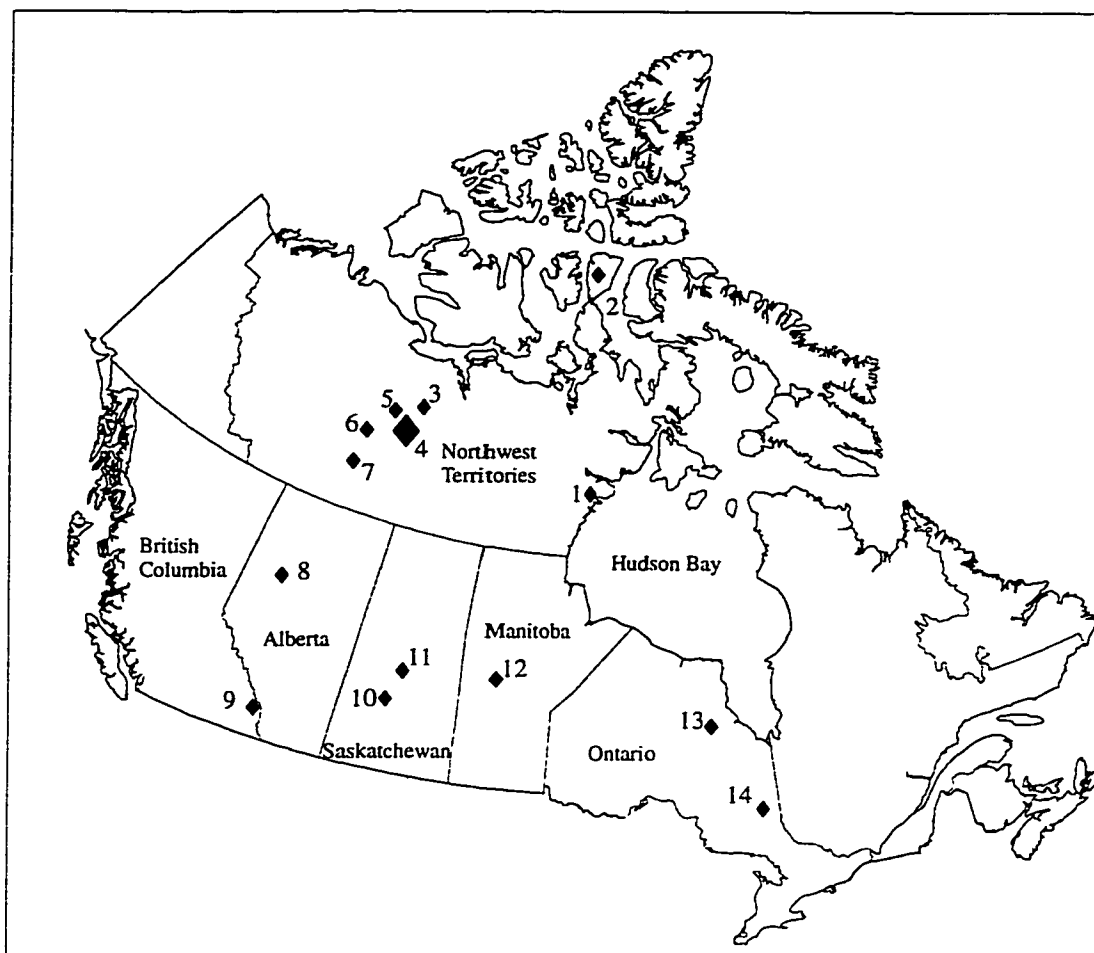 2
5
3
6
4
7
Northwest
Territories
1
British
Columbia
8
Hudson Bay
Alberta
Manitoba
11
12
10
9
13
Saskatchewan
Ontario
14